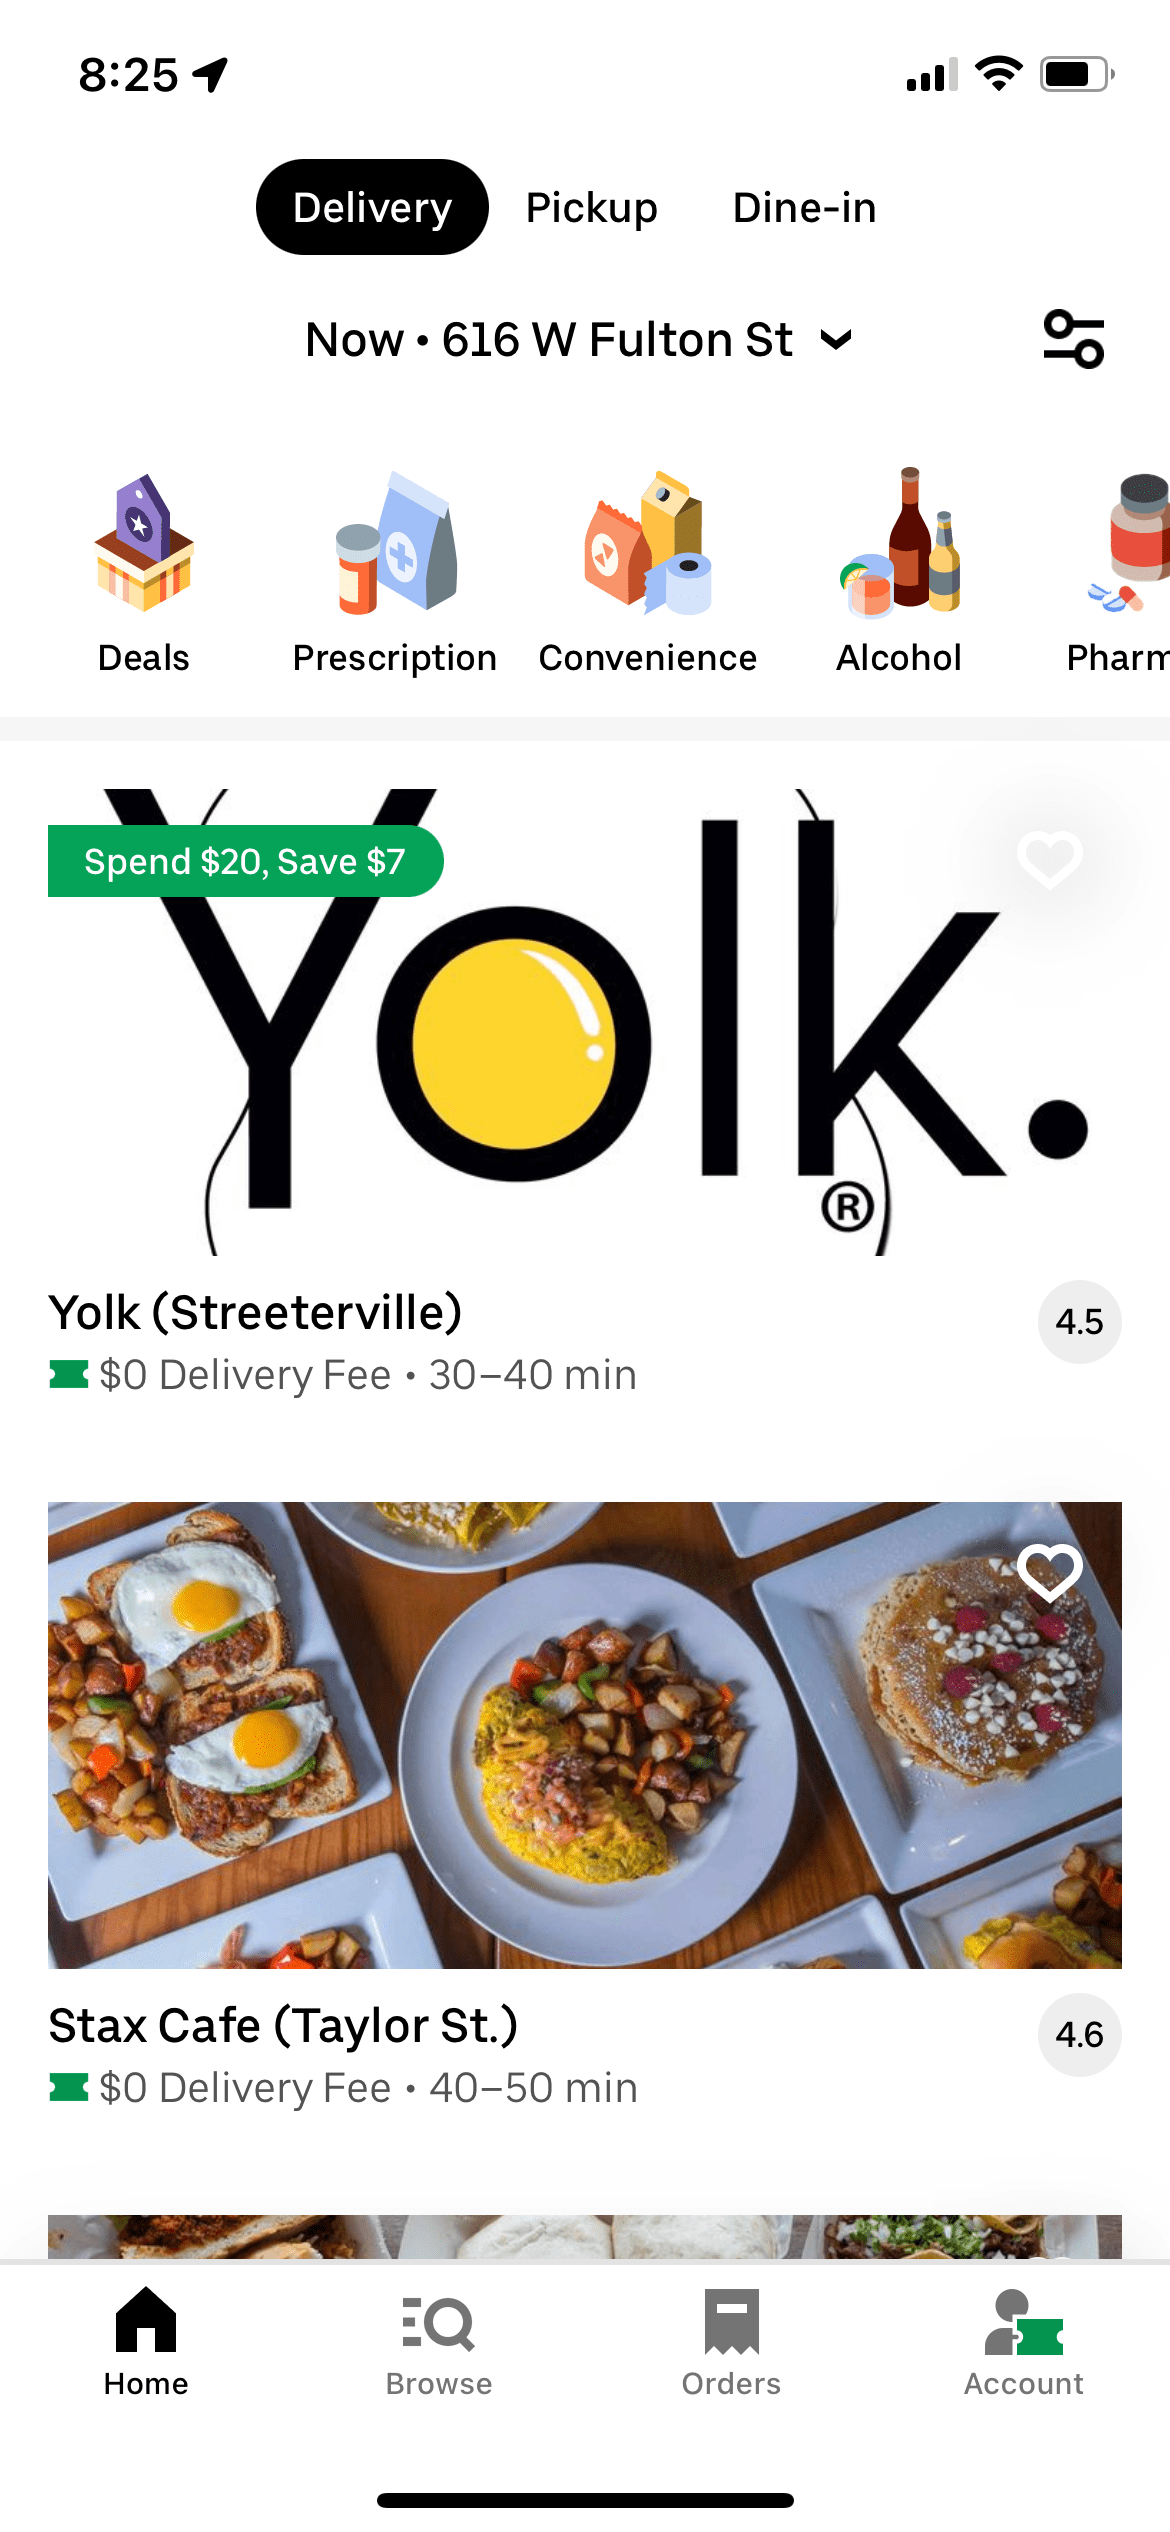 8:25
Delivery Pickup Dine-in
Now • 616 W Fulton St
Deals Prescription Convenience Alcohol Pharm
Spend $20, Save $7
Yolk.
®
Yolk (Streeterville) 4.5
$0 Delivery Fee • 30–40 min
Stax Cafe (Taylor St.) 4.6
$0 Delivery Fee • 40–50 min
Home Browse Orders Account